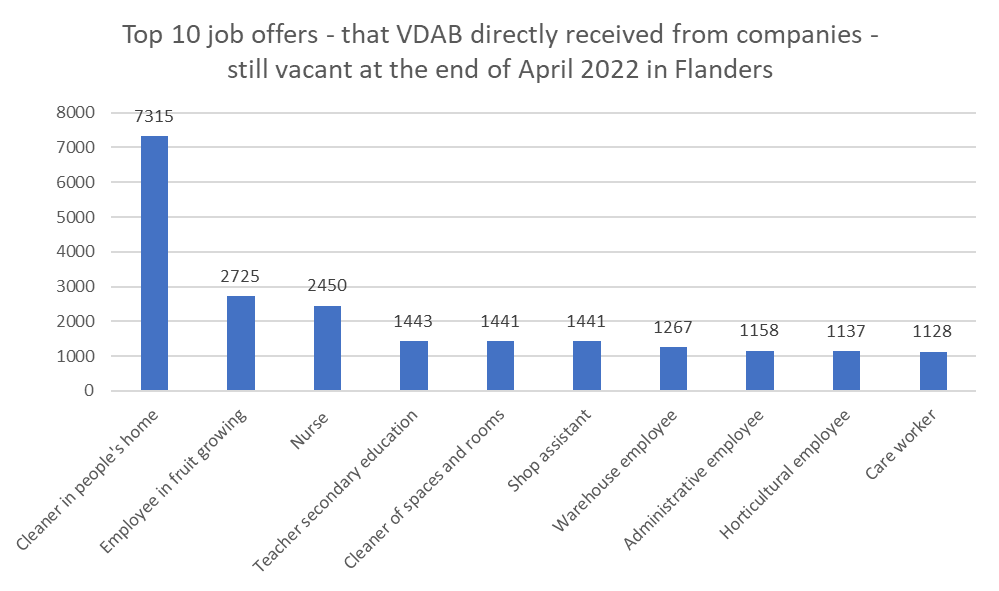 Top 10 job offers - that VDAB directly received from companies -
still vacant at the end of April 2022 in Flanders
8000
7000
6000
5000
4000
3000
2000
1000
0
7315
2725
2450
1443
1441
1441
1267
1158
1137
1128
Cleaner in people's home
Employee in fruit growing
Nurse
Teacher secondary education
Cleaner of spaces and rooms
Shop assistant
Warehouse employee
Administrative employee
Horticultural employee
Care worker